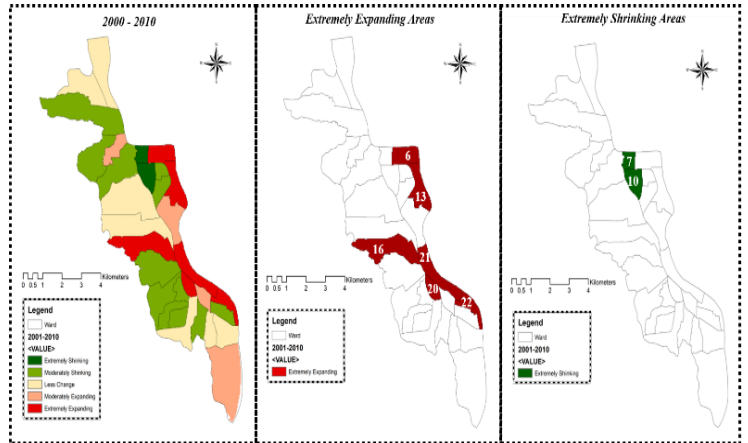 2000 - 2010
0 0.5 1 2 3 4
Kilometers
Legend
Ward
2001-2010
<VALUE>
Extremely Shrinking
Moderately Shrinking
Less Change
Moderately Expanding
Extremely Expanding
Extremely Expanding Areas
6
13
16
21
20
22
0 0.5 1 2 3 4
Kilometers
Legend
Ward
2001-2010
<VALUE>
Extremely Expanding
Extremely Shrinking Areas
7
10
0 0.5 1 2 3 4
Kilometers
Legend
Ward
2001-2010
<VALUE>
Extremely Shinking